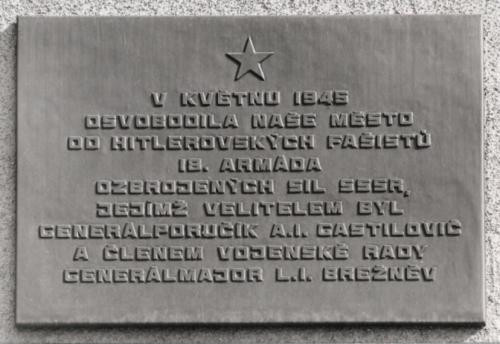 V KVĚTNU 1945
OSVOBODILA NAŠE MĚSTO
OD HITLEROVSKÝCH FAŠISTŮ
18. ARMÁDA
OZBROJENÝCH SIL SSSR,
JEJÍMŽ VELITELEM BYL
GENERÁLPORUČÍK A.I. GASTILOVIČ
A ČLENEM VOJENSKÉ RADY
GENERÁLMAJOR L.I. BREŽNĚV